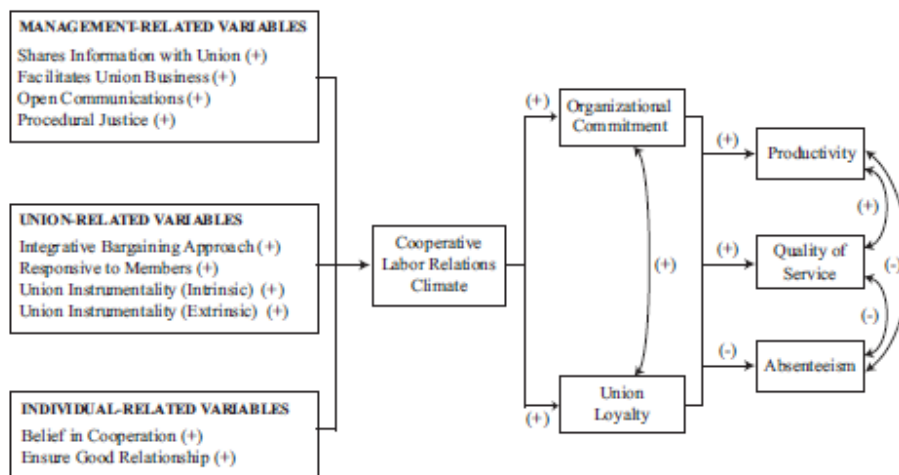 MANAGEMENT-RELATED VARIABLES
Shares Information with Union (+)
Facilitates Union Business (+)
Open Communications (+)
Procedural Justice (+)
UNION-RELATED VARIABLES
Integrative Bargaining Approach (+)
Responsive to Members (+)
Union Instrumentality (Intrinsic) (+)
Union Instrumentality (Extrinsic) (+)
INDIVIDUAL-RELATED VARIABLES
Belief in Cooperation (+)
Ensure Good Relationship (+)
Cooperative
Labor Relations
Climate
(+)
(+)
Organizational
Commitment
(+)
Union
Loyalty
(+)
(+)
(-)
Productivity
Quality of
Service
Absenteeism
(+)
(-)
(-)